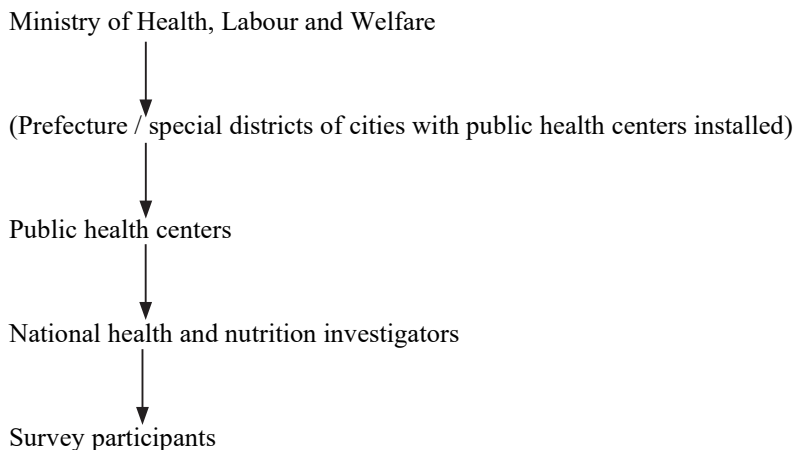 Ministry of Health, Labour and Welfare
(Prefecture / special districts of cities with public health centers installed)
Public health centers
National health and nutrition investigators
Survey participants